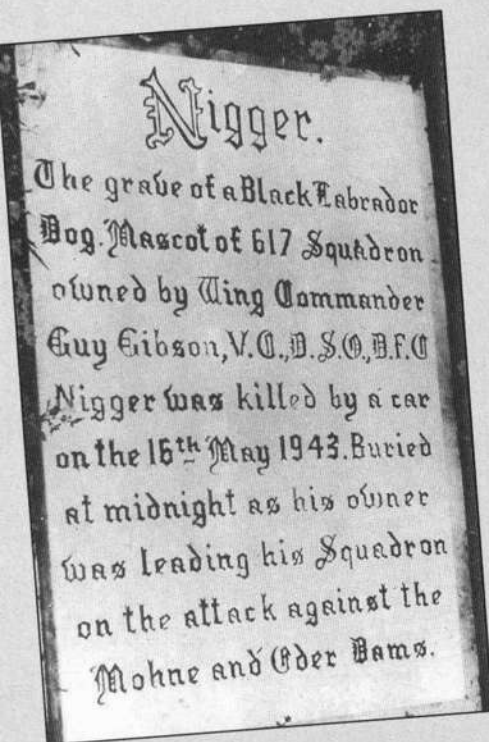 Nigger.
The grave of a Black Labrador
Dog. Mascot of 617 Squadron
owned by Wing Commander
Guy Gibson, V.C., D.S.O., D.F.C
Nigger was killed by a car
on the 16th May 1943. Buried
at midnight as his owner
was leading his Squadron
on the attack against the
Mohne and Eder Dams.